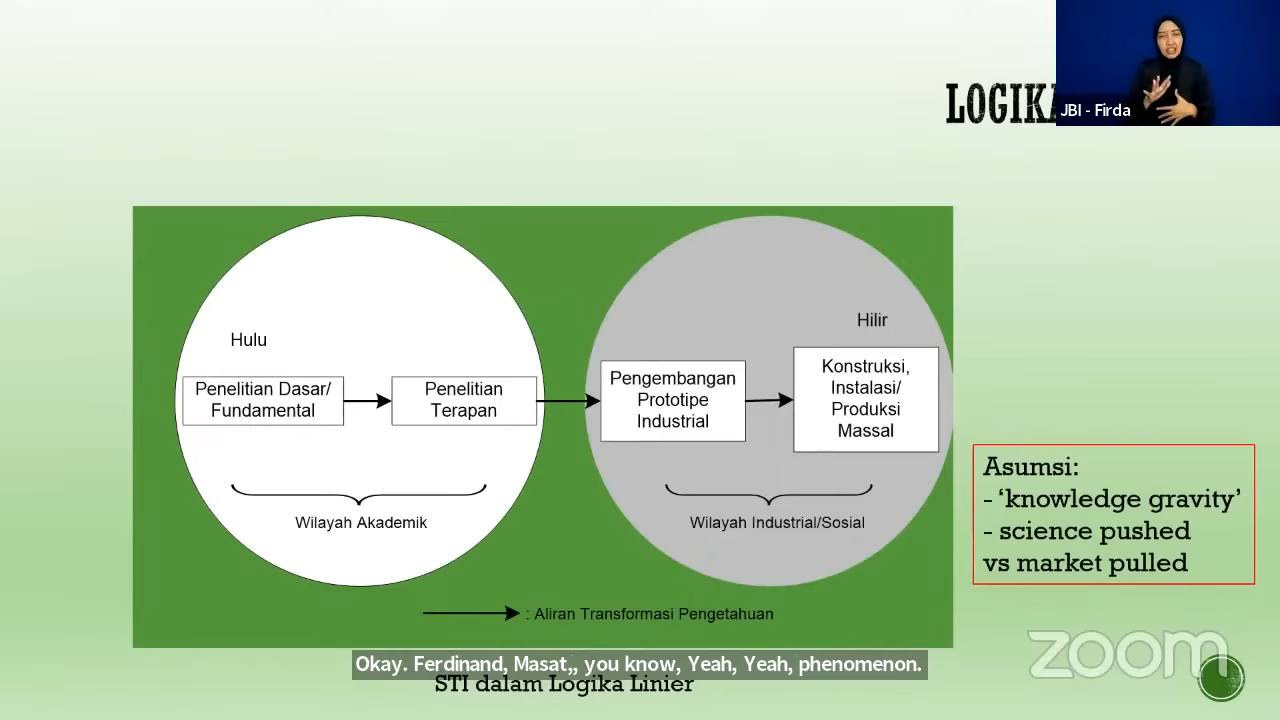 LOGIKA
JBI - Firda
Hulu
Penelitian Dasar/
Fundamental
Penelitian
Terapan
Wilayah Akademik
Hilir
Pengembangan
Prototipe
Industrial
Konstruksi,
Instalasi/
Produksi
Massal
Wilayah Industrial/Sosial
: Aliran Transformasi Pengetahuan
Asumsi:
- ‘knowledge gravity’
- science pushed
vs market pulled
zoom
Okay. Ferdinand, Masat,, you know, Yeah, Yeah, phenomenon.
STI dalam Logika Linier